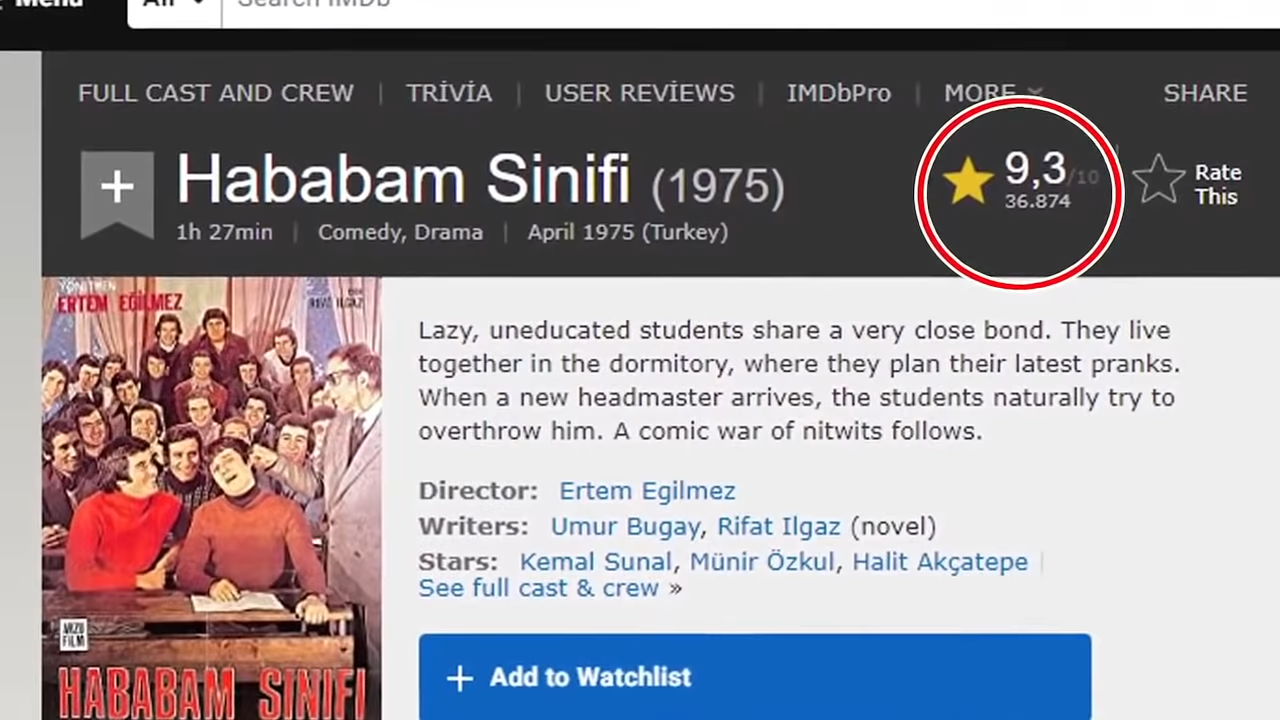 Menu All Search IMDb
FULL CAST AND CREW | TRİVİA | USER REVİEWS | IMDbPro | MORE SHARE
+ Hababam Sinifi (1975) 9,3/10 Rate
36.874 This
1h 27min | Comedy, Drama | April 1975 (Turkey)
YÖNETMEN
ERTEM EĞİLMEZ
RIFAT ILGAZ
Lazy, uneducated students share a very close bond. They live
together in the dormitory, where they plan their latest pranks.
When a new headmaster arrives, the students naturally try to
overthrow him. A comic war of nitwits follows.
Director: Ertem Egilmez
Writers: Umur Bugay, Rifat Ilgaz (novel)
Stars: Kemal Sunal, Münir Özkul, Halit Akçatepe |
See full cast & crew »
FİLM
HABABAM SINIFI
+ Add to Watchlist